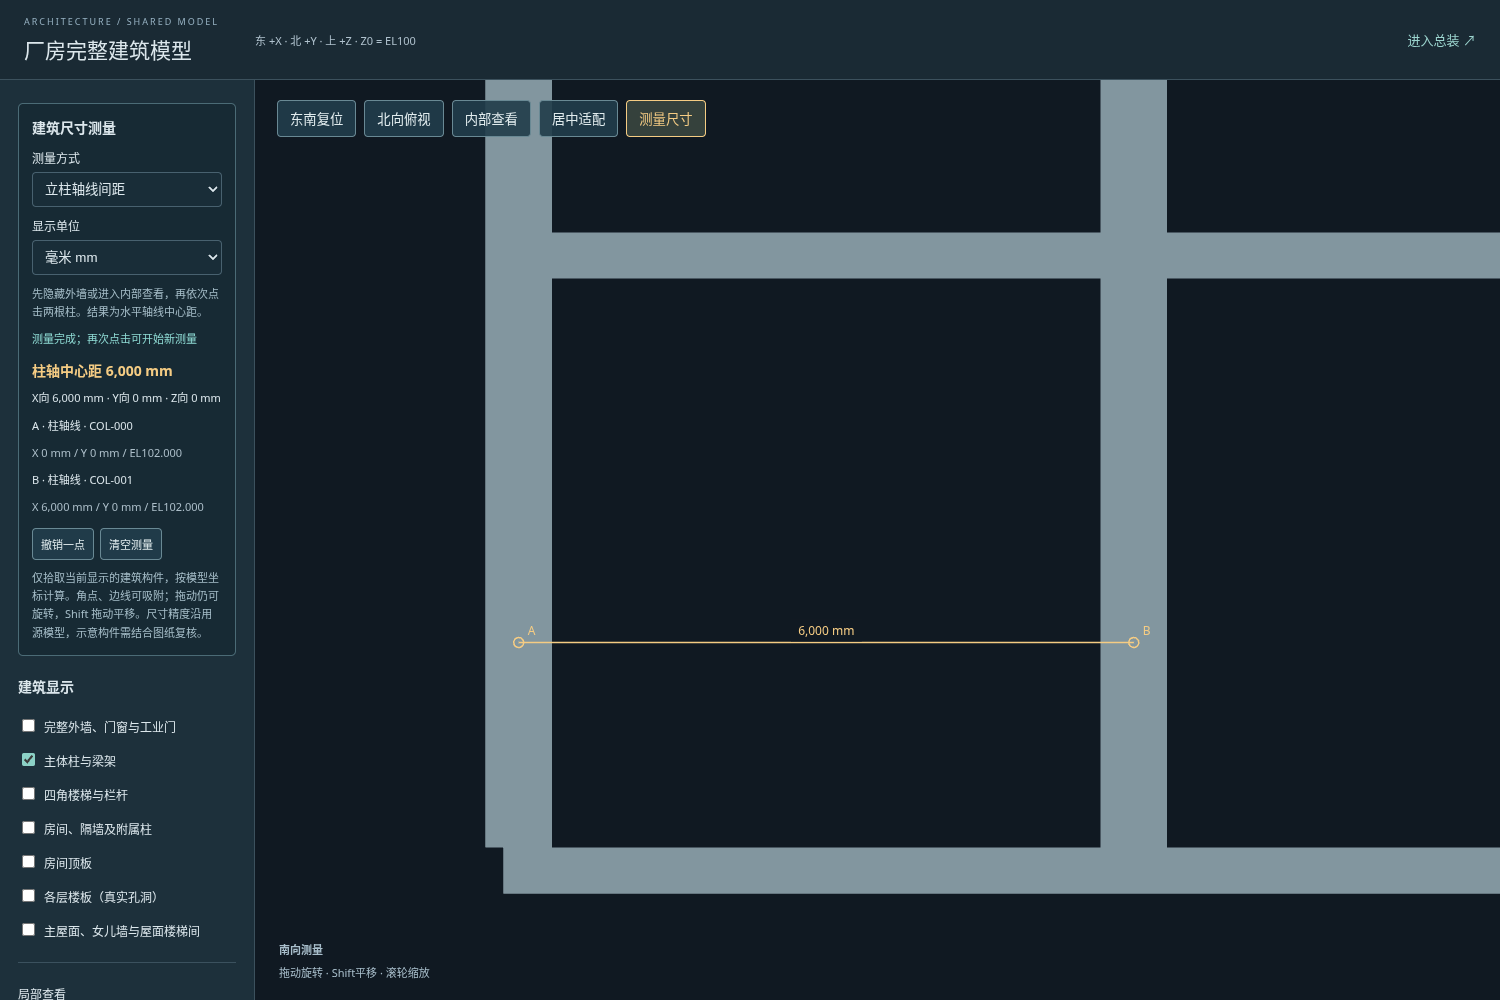 ARCHITECTURE / SHARED MODEL
厂房完整建筑模型
东 +X · 北 +Y · 上 +Z · Z0 = EL100
进入总装 ↗
建筑尺寸测量
测量方式
立柱轴线间距
显示单位
毫米 mm
先隐藏外墙或进入内部查看，再依次点
击两根柱。结果为水平轴线中心距。
测量完成；再次点击可开始新测量
柱轴中心距 6,000 mm
X向 6,000 mm · Y向 0 mm · Z向 0 mm
A · 柱轴线 · COL-000
X 0 mm / Y 0 mm / EL102.000
B · 柱轴线 · COL-001
X 6,000 mm / Y 0 mm / EL102.000
撤销一点
清空测量
仅拾取当前显示的建筑构件，按模型坐
标计算。角点、边线可吸附；拖动仍可
旋转，Shift 拖动平移。尺寸精度沿用
源模型，示意构件需结合图纸复核。
建筑显示
完整外墙、门窗与工业门
主体柱与梁架
四角楼梯与栏杆
房间、隔墙及附属柱
房间顶板
各层楼板（真实孔洞）
主屋面、女儿墙与屋面楼梯间
局部查看
东南复位
北向俯视
内部查看
居中适配
测量尺寸
A
6,000 mm
B
南向测量
拖动旋转 · Shift平移 · 滚轮缩放